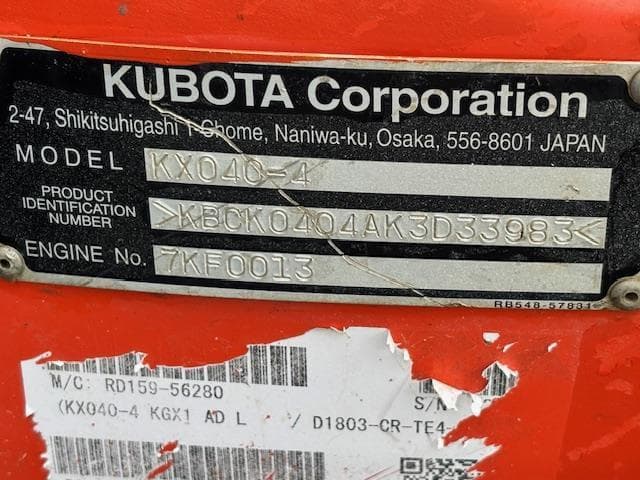 KUBOTA Corporation
2-47, Shikitsuhigashi 1-Chome, Naniwa-ku, Osaka, 556-8601 JAPAN
MODEL KX040-4
PRODUCT IDENTIFICATION NUMBER >KBCK0404AK3D33983<
ENGINE No. 7KF0013
RB548-57831
M/C: RD159-56280
S/N
(KX040-4 KGX1 AD L / D1803-CR-TE4-